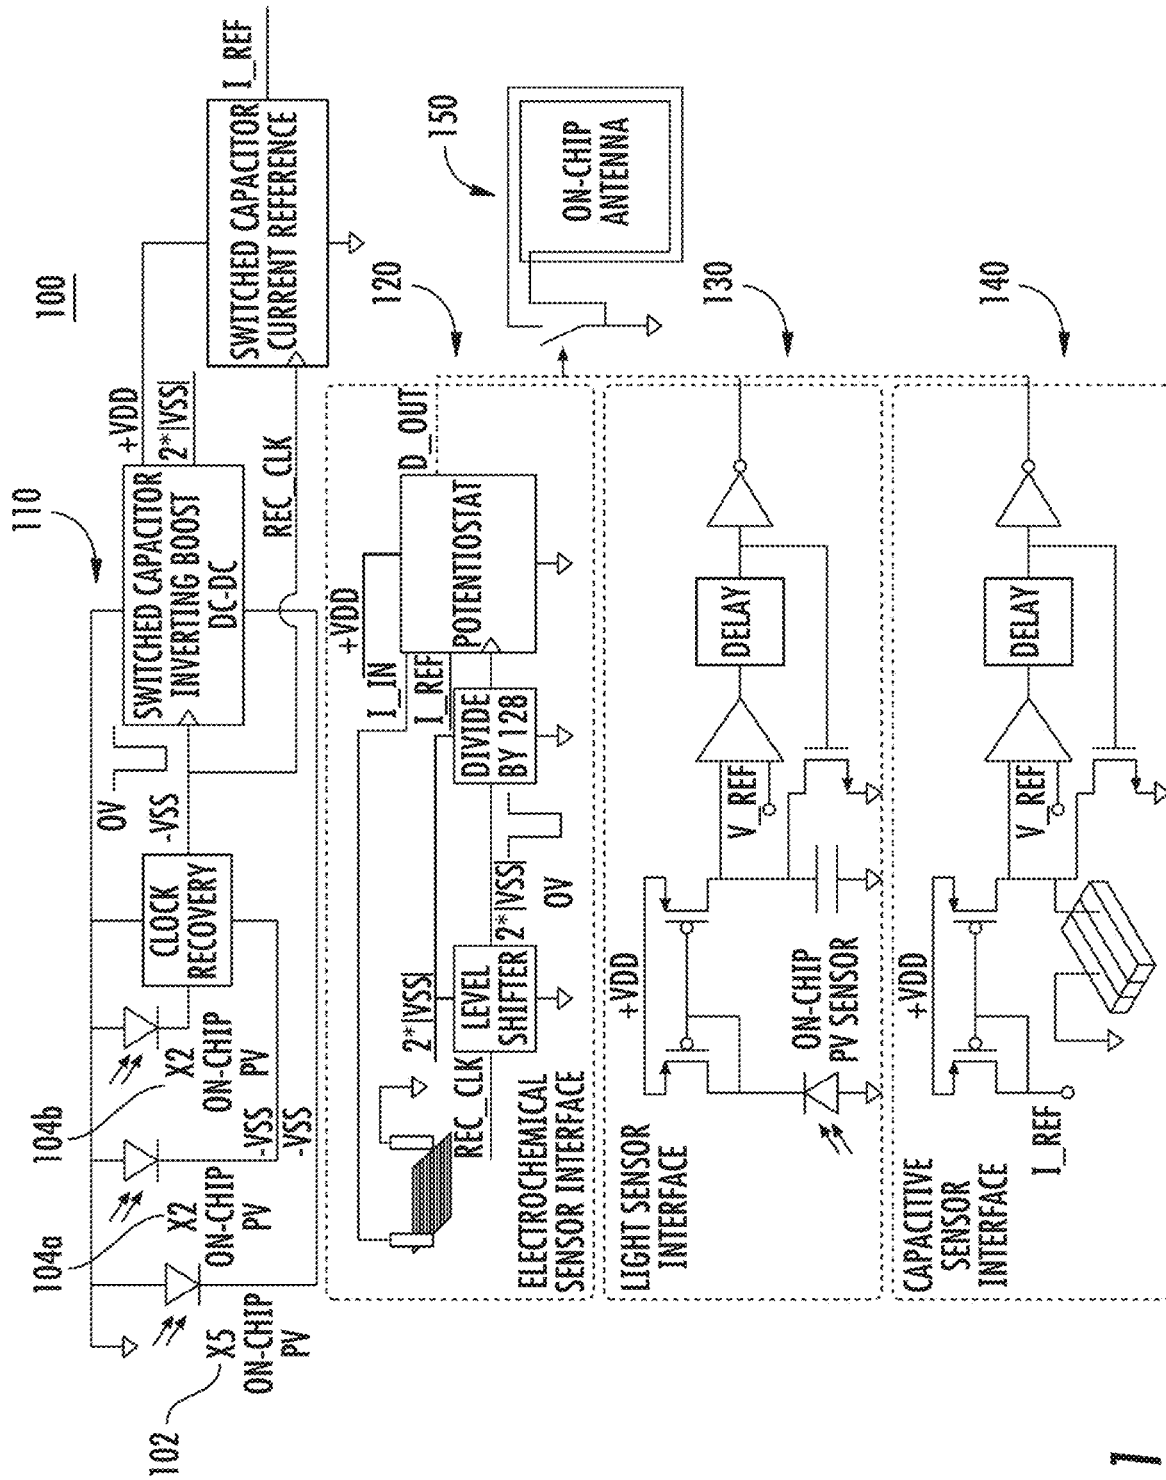 100
102
X5
ON-CHIP
PV
104a
X2
ON-CHIP
PV
104b
X2
ON-CHIP
PV
-VSS
-VSS
CLOCK
RECOVERY
0V
-VSS
110
SWITCHED CAPACITOR
INVERTING BOOST
DC-DC
+VDD
2*|VSS|
REC_CLK
SWITCHED CAPACITOR
CURRENT REFERENCE
I_REF
120
ELECTROCHEMICAL
SENSOR INTERFACE
REC_CLK
2*|VSS|
LEVEL
SHIFTER
2*|VSS|
0V
DIVIDE
BY 128
I_IN
I_REF
+VDD
POTENTIOSTAT
D_OUT
150
ON-CHIP
ANTENNA
130
LIGHT SENSOR
INTERFACE
+VDD
ON-CHIP
PV SENSOR
V_REF
DELAY
140
CAPACITIVE
SENSOR
INTERFACE
I_REF
+VDD
V_REF
DELAY
1